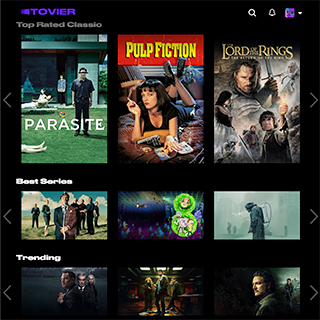 TOVIER
Top Rated Classic
PARASITE
PULP FICTION
THE LORD OF THE RINGS
THE RETURN OF THE KING
Best Series
Trending